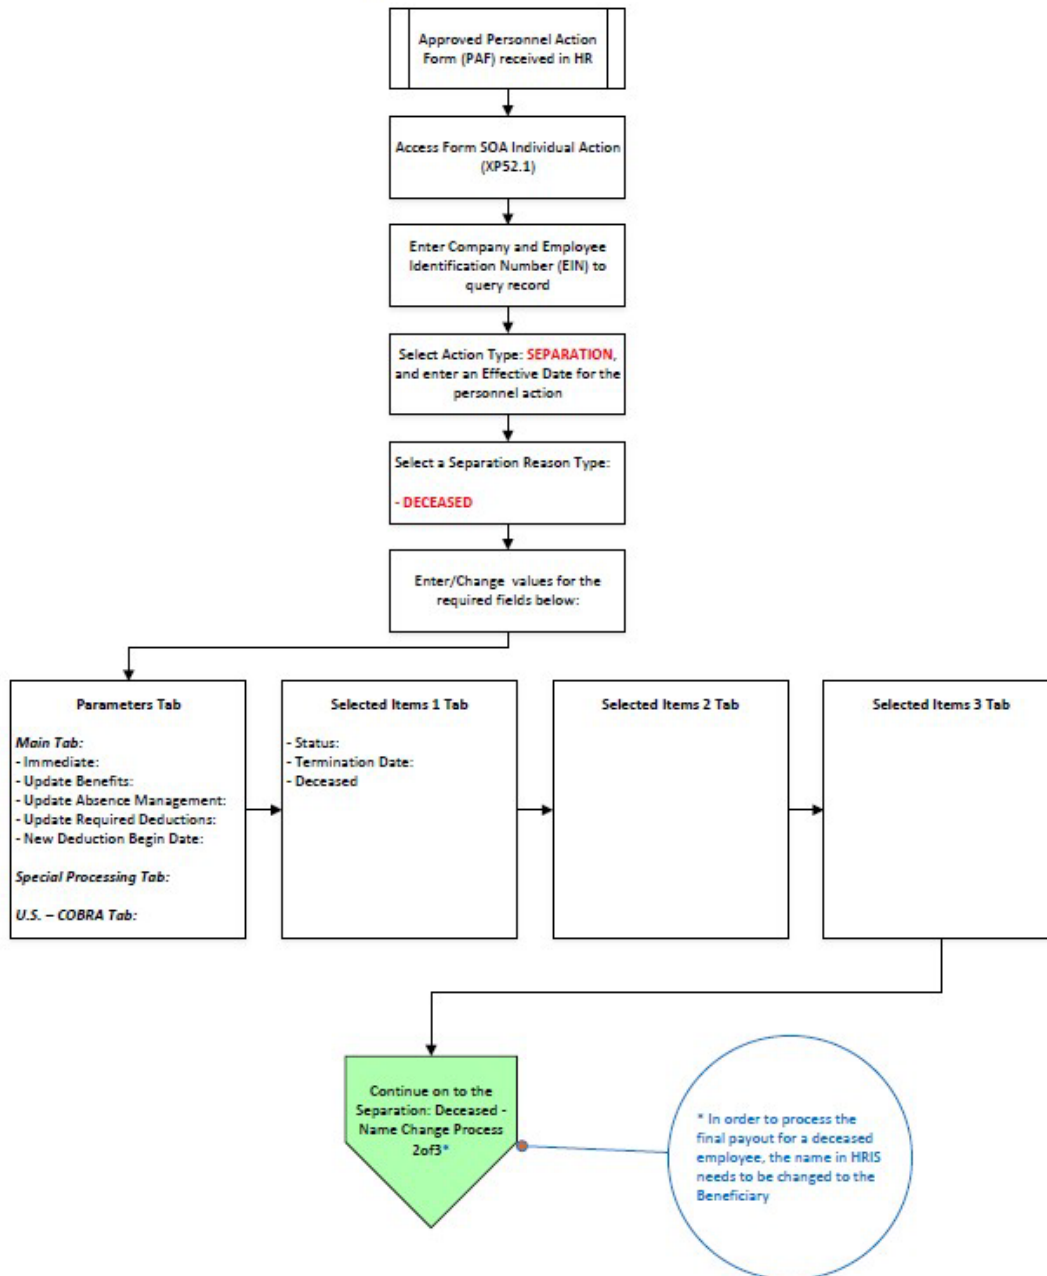 Approved Personnel Action
Form (PAF) received in HR
Access Form SOA Individual Action
(XP52.1)
Enter Company and Employee
Identification Number (EIN) to
query record
Select Action Type: SEPARATION,
and enter an Effective Date for the
personnel action
Select a Separation Reason Type:
- DECEASED
Enter/Change values for the
required fields below:
Parameters Tab
Main Tab:
- Immediate:
- Update Benefits:
- Update Absence Management:
- Update Required Deductions:
- New Deduction Begin Date:
Special Processing Tab:
U.S. – COBRA Tab:
Selected Items 1 Tab
- Status:
- Termination Date:
- Deceased
Selected Items 2 Tab
Selected Items 3 Tab
Continue on to the
Separation: Deceased -
Name Change Process
2of3*
* In order to process the
final payout for a deceased
employee, the name in HRIS
needs to be changed to the
Beneficiary